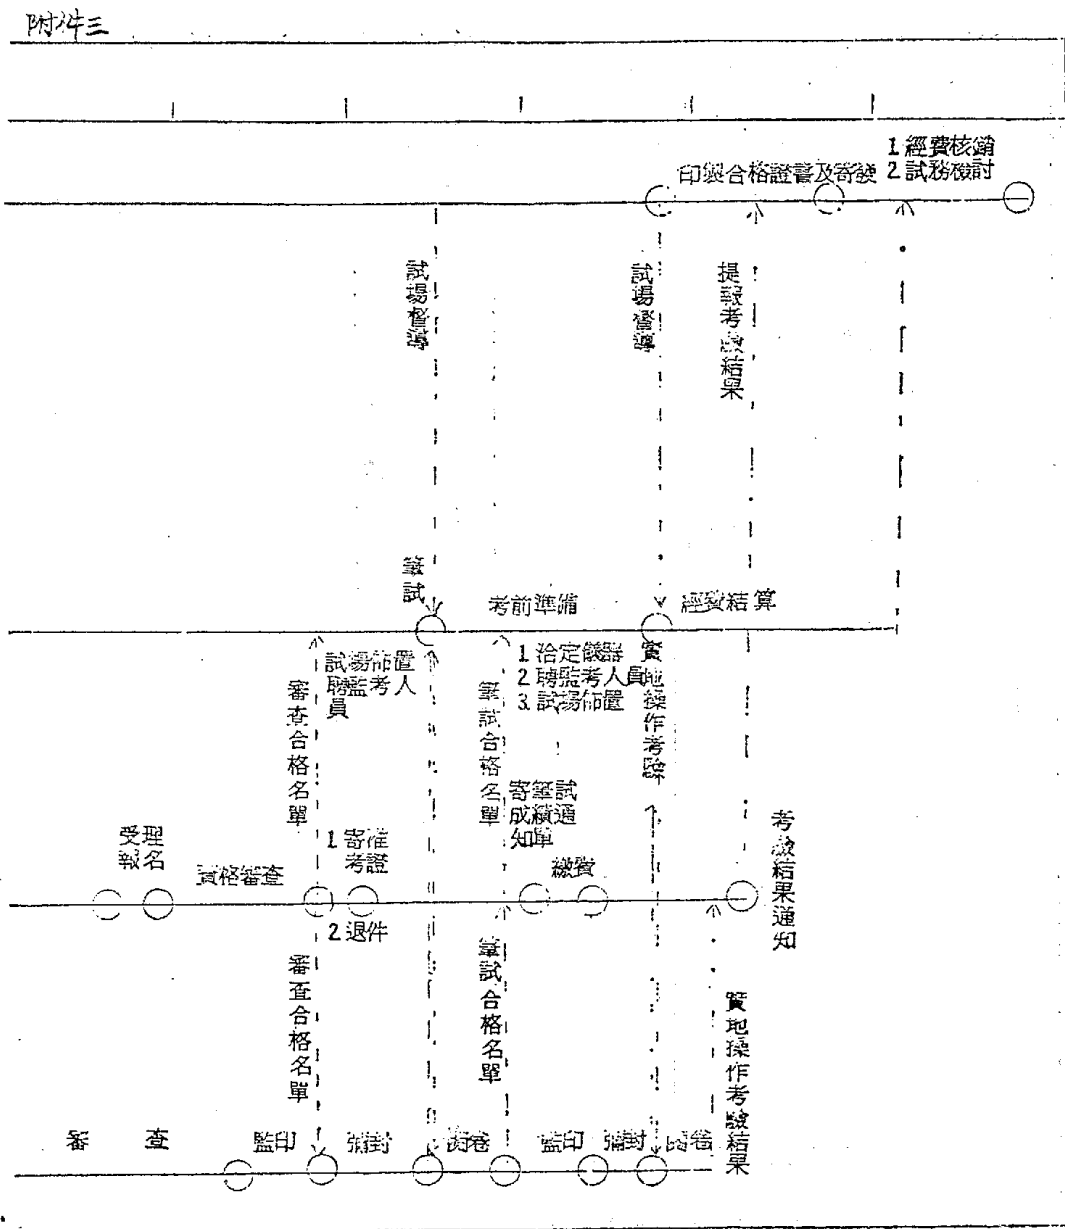 附件三
1 經費核銷
印製合格證書及寄發 2 試務檢討
試場督導
試場督導
提報考驗結果
筆試
考前準備
經費結算
試場佈置
聘監考人
員
1 洽定儀器
2 聘監考人員
3 試場佈置
實地操作考驗
審查合格名單
筆試合格名單
寄筆試
成績通
知單
受理
報名
資格審查
1 寄准
考證
2 退件
繳費
考驗結果通知
審查合格名單
筆試合格名單
實地操作考驗結果
審查
監印
彌封
閱卷
監印
彌封
閱卷